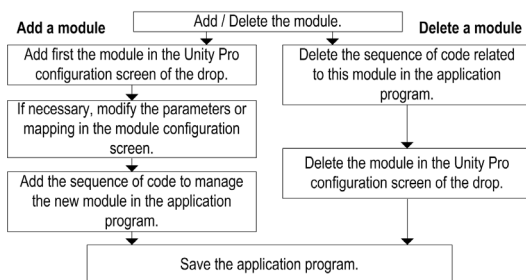 Add a module
Add / Delete the module.
Delete a module
Add first the module in the Unity Pro
configuration screen of the drop.
If necessary, modify the parameters or
mapping in the module configuration
screen.
Add the sequence of code to manage
the new module in the application
program.
Delete the sequence of code related
to this module in the application
program.
Delete the module in the Unity Pro
configuration screen of the drop.
Save the application program.